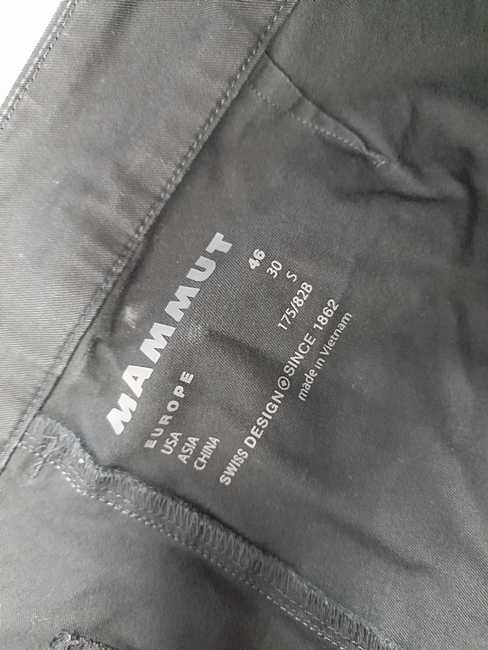 MAMMUT
EUROPE 46
USA 30
ASIA S
CHINA 175/82B
SWISS DESIGN SINCE 1862
made in Vietnam